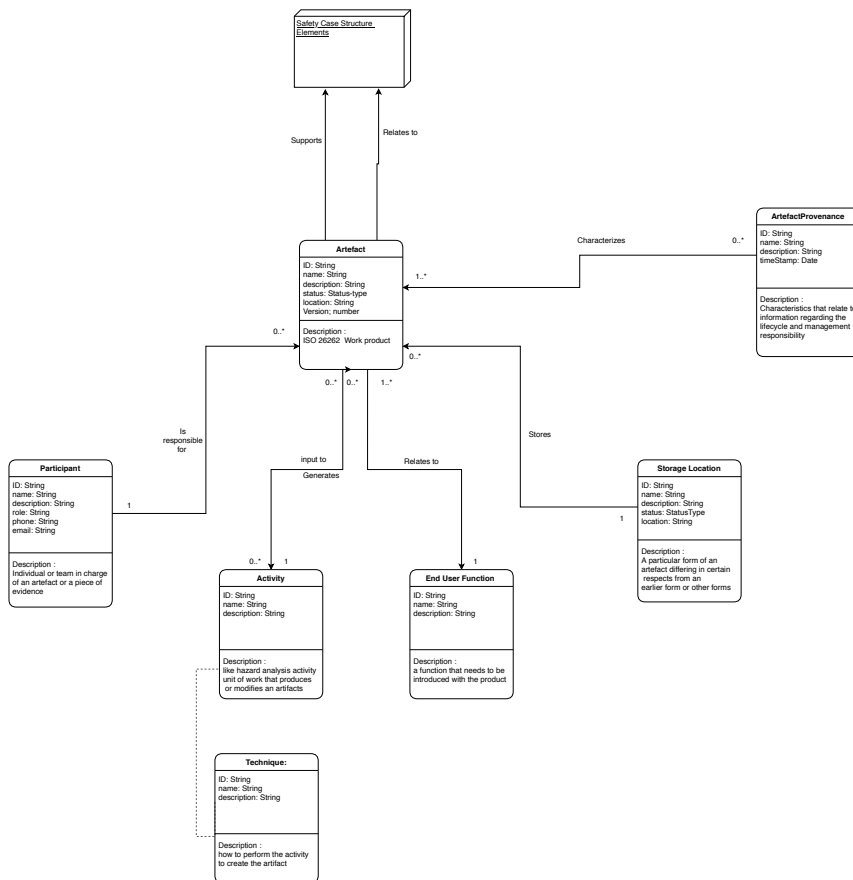 Safety Case Structure
Elements
Supports
Relates to
ArtefactProvenance
ID: String
name: String
description: String
timeStamp: Date
Description :
Characteristics that relate to
information regarding the
lifecycle and management
responsibility
Characterizes
0..*
1..*
Artefact
ID: String
name: String
description: String
status: Status-type
location: String
Version; number
Description :
ISO 26262  Work product
0..*
0..*
0..*
0..*
1..*
Is
responsible
for
1
Participant
ID: String
name: String
description: String
role: String
phone: String
email: String
Description :
Individual or team in charge
of an artefact or a piece of
evidence
input to
Generates
Relates to
Stores
1
Storage Location
ID: String
name: String
description: String
status: StatusType
location: String
Description :
A particular form of an
artefact differing in certain
respects from an
earlier form or other forms
0..*
1
1
Activity
ID: String
name: String
description: String
Description :
like hazard analysis activity
unit of work that produces
or modifies an artifacts
End User Function
ID: String
name: String
description: String
Description :
a function that needs to be
introduced with the product
Technique:
ID: String
name: String
description: String
Description :
how to perform the activity
to create the artifact